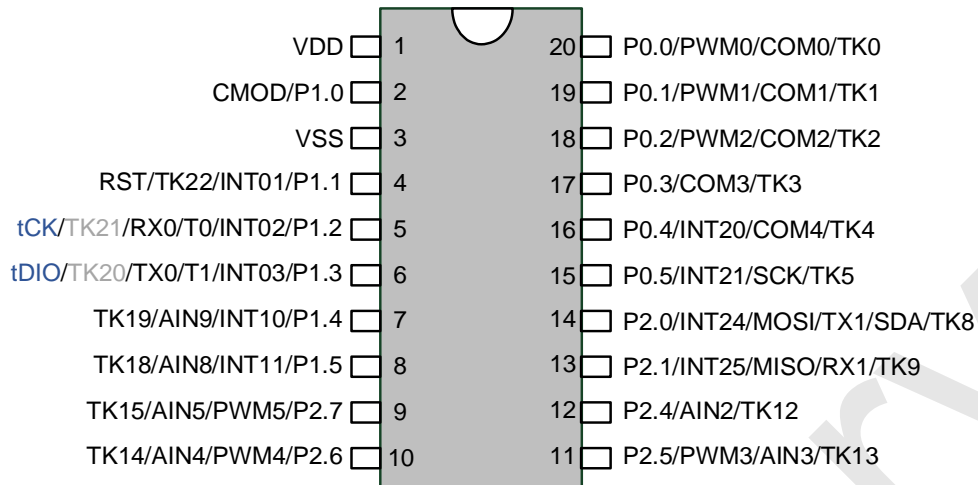 VDD 1 20 P0.0/PWM0/COM0/TK0
CMOD/P1.0 2 19 P0.1/PWM1/COM1/TK1
VSS 3 18 P0.2/PWM2/COM2/TK2
RST/TK22/INT01/P1.1 4 17 P0.3/COM3/TK3
tCK/TK21/RX0/T0/INT02/P1.2 5 16 P0.4/INT20/COM4/TK4
tDIO/TK20/TX0/T1/INT03/P1.3 6 15 P0.5/INT21/SCK/TK5
TK19/AIN9/INT10/P1.4 7 14 P2.0/INT24/MOSI/TX1/SDA/TK8
TK18/AIN8/INT11/P1.5 8 13 P2.1/INT25/MISO/RX1/TK9
TK15/AIN5/PWM5/P2.7 9 12 P2.4/AIN2/TK12
TK14/AIN4/PWM4/P2.6 10 11 P2.5/PWM3/AIN3/TK13